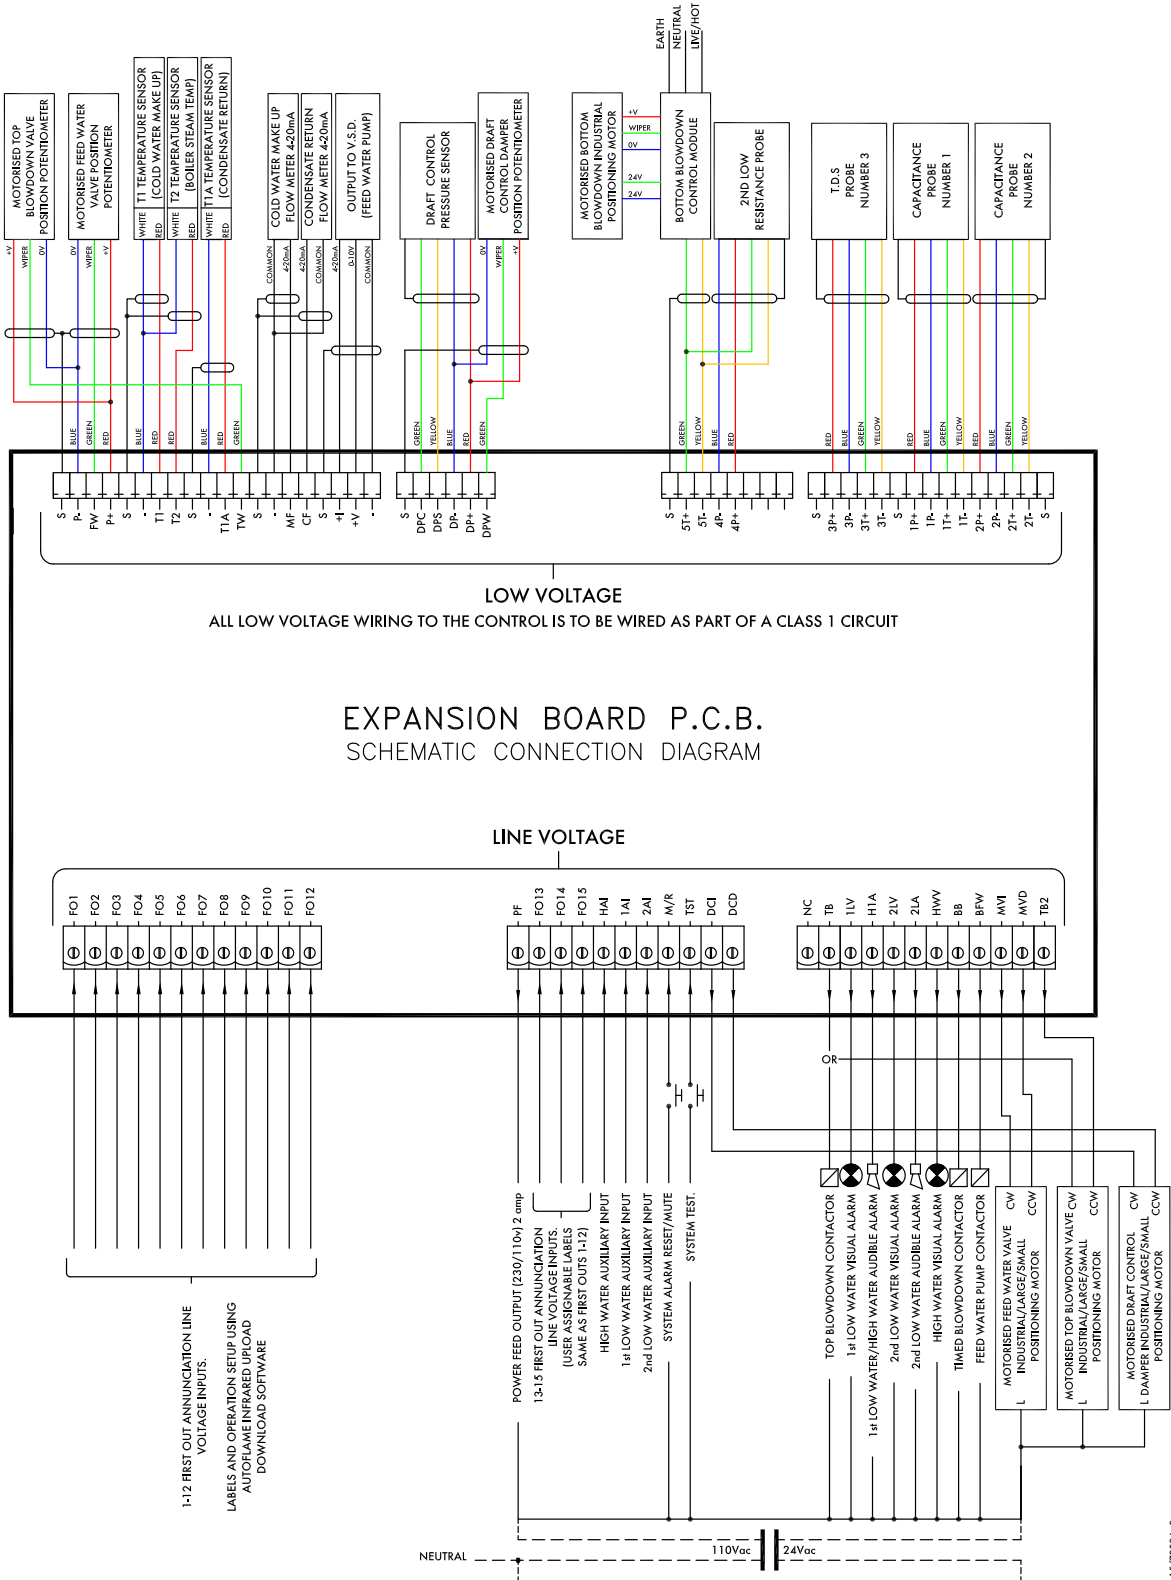 EARTH
NEUTRAL
LIVE/HOT
MOTORISED TOP
BLOWDOWN VALVE
POSITION POTENTIOMETER
MOTORISED FEED WATER
VALVE POSITION
POTENTIOMETER
T1 TEMPERATURE SENSOR
(COLD WATER MAKE UP)
T2 TEMPERATURE SENSOR
(BOILER STEAM TEMP)
T1A TEMPERATURE SENSOR
(CONDENSATE RETURN)
COLD WATER MAKE UP
FLOW METER 4-20mA
CONDENSATE RETURN
FLOW METER 4-20mA
OUTPUT TO V.S.D.
(FEED WATER PUMP)
DRAFT CONTROL
PRESSURE SENSOR
MOTORISED DRAFT
CONTROL DAMPER
POSITION POTENTIOMETER
MOTORISED BOTTOM
BLOWDOWN INDUSTRIAL
POSITIONING MOTOR
+V
WIPER
0V
24V
24V
BOTTOM BLOWDOWN
CONTROL MODULE
2ND LOW
RESISTANCE PROBE
T.D.S
PROBE
NUMBER 3
CAPACITANCE
PROBE
NUMBER 1
CAPACITANCE
PROBE
NUMBER 2
+V
WIPER
0V
0V
WIPER
+V
WHITE
RED
WHITE
RED
WHITE
RED
COMMON
4-20mA
4-20mA
COMMON
4-20mA
0-10V
COMMON
0V
WIPER
+V
BLUE
GREEN
RED
BLUE
RED
RED
BLUE
RED
GREEN
GREEN
YELLOW
BLUE
RED
GREEN
GREEN
YELLOW
BLUE
RED
RED
BLUE
GREEN
YELLOW
RED
BLUE
GREEN
YELLOW
RED
BLUE
GREEN
YELLOW
S
P-
FW
P+
S
-
T1
T2
S
-
T1A
TW
S
-
MF
CF
S
+I
+V
-
S
DPC
DPS
DP-
DP+
DPW
S
5T+
5T-
4P-
4P+
S
3P+
3P-
3T+
3T-
S
1P+
1P-
1T+
1T-
2P+
2P-
2T+
2T-
S
LOW VOLTAGE
ALL LOW VOLTAGE WIRING TO THE CONTROL IS TO BE WIRED AS PART OF A CLASS 1 CIRCUIT
EXPANSION BOARD P.C.B.
SCHEMATIC CONNECTION DIAGRAM
LINE VOLTAGE
FO1
FO2
FO3
FO4
FO5
FO6
FO7
FO8
FO9
FO10
FO11
FO12
PF
FO13
FO14
FO15
HAI
1AI
2AI
M/R
TST
DCI
DCD
NC
TB
1LV
H1A
2LV
2LA
HWV
BB
BFW
MVI
MVD
TB2
OR
1-12 FIRST OUT ANNUNCIATION LINE
VOLTAGE INPUTS.
LABELS AND OPERATION SETUP USING
AUTOFLAME INFRARED UPLOAD
DOWNLOAD SOFTWARE
POWER FEED OUTPUT (230/110v) 2 amp
13-15 FIRST OUT ANNUNCIATION
LINE VOLTAGE INPUTS.
(USER ASSIGNABLE LABELS
SAME AS FIRST OUTS 1-12)
HIGH WATER AUXILIARY INPUT
1st LOW WATER AUXILIARY INPUT
2nd LOW WATER AUXILIARY INPUT
SYSTEM ALARM RESET/MUTE
SYSTEM TEST.
TOP BLOWDOWN CONTACTOR
1st LOW WATER VISUAL ALARM
1st LOW WATER/HIGH WATER AUDIBLE ALARM
2nd LOW WATER VISUAL ALARM
2nd LOW WATER AUDIBLE ALARM
HIGH WATER VISUAL ALARM
TIMED BLOWDOWN CONTACTOR
FEED WATER PUMP CONTACTOR
MOTORISED FEED WATER VALVE
INDUSTRIAL/LARGE/SMALL
POSITIONING MOTOR
CW
CCW
L
MOTORISED TOP BLOWDOWN VALVE
INDUSTRIAL/LARGE/SMALL
POSITIONING MOTOR
CW
CCW
L
MOTORISED DRAFT CONTROL
DAMPER INDUSTRIAL/LARGE/SMALL
POSITIONING MOTOR
CW
CCW
L
110Vac
24Vac
NEUTRAL